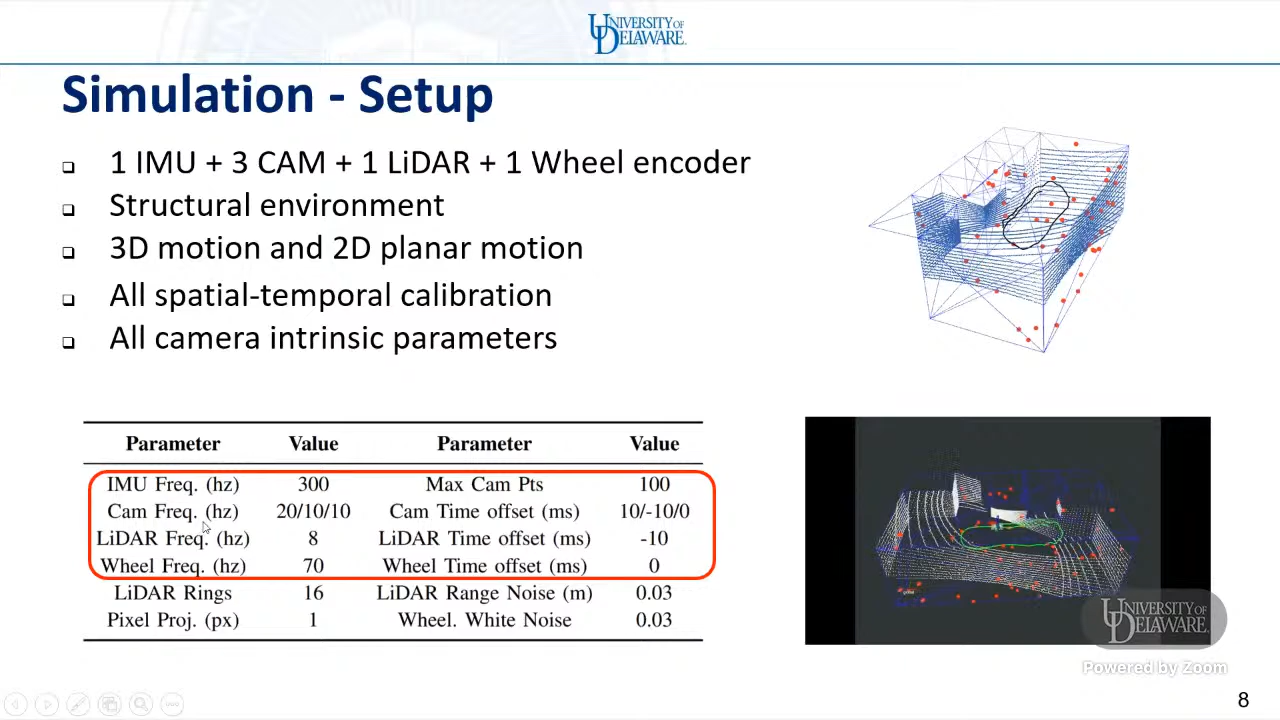 UNIVERSITY OF
DELAWARE.
Simulation - Setup
1 IMU + 3 CAM + 1 LiDAR + 1 Wheel encoder
Structural environment
3D motion and 2D planar motion
All spatial-temporal calibration
All camera intrinsic parameters
Parameter Value Parameter Value
IMU Freq. (hz) 300 Max Cam Pts 100
Cam Freq. (hz) 20/10/10 Cam Time offset (ms) 10/-10/0
LiDAR Freq. (hz) 8 LiDAR Time offset (ms) -10
Wheel Freq. (hz) 70 Wheel Time offset (ms) 0
LiDAR Rings 16 LiDAR Range Noise (m) 0.03
Pixel Proj. (px) 1 Wheel. White Noise 0.03
UNIVERSITY OF
DELAWARE.
Powered by Zoom
8